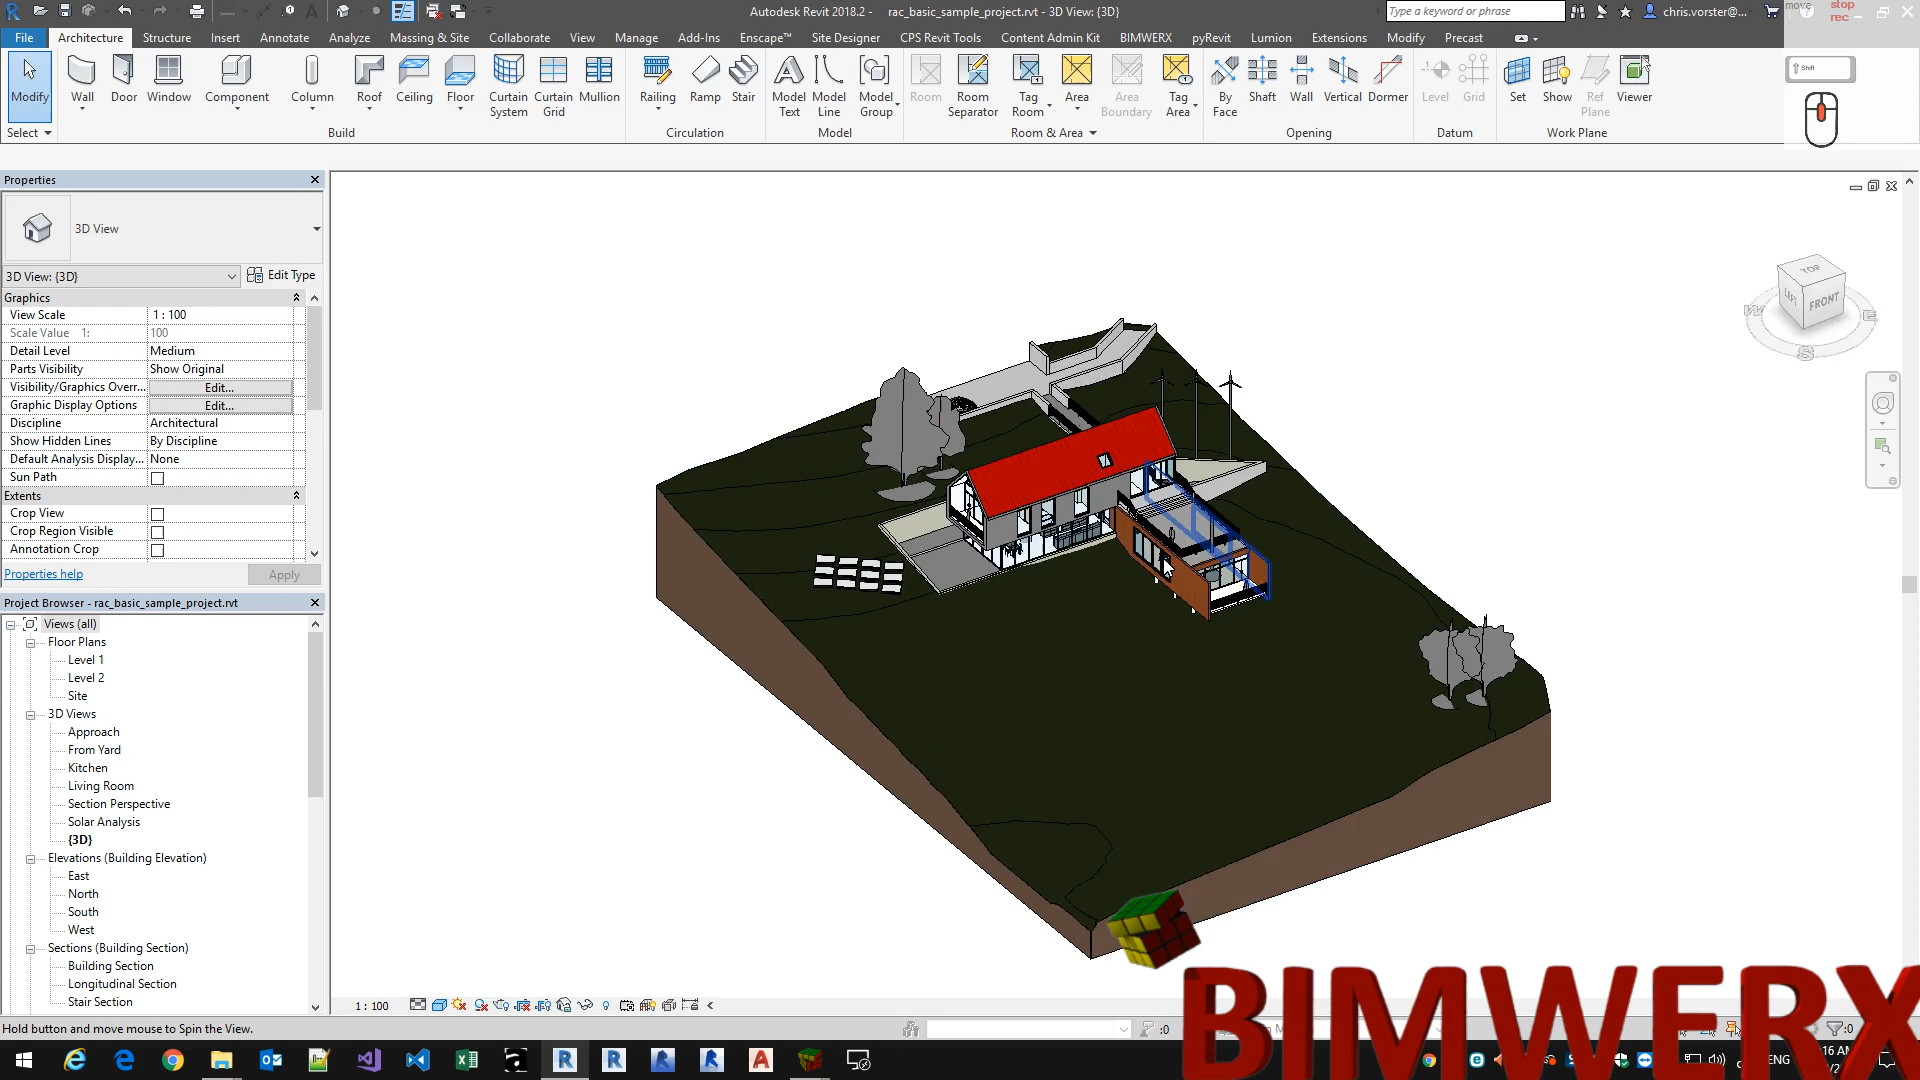 Autodesk Revit 2018.2 -     rac_basic_sample_project.rvt - 3D View: {3D}
Type a keyword or phrase
chris.vorster@...
move
stop
rec
File
Architecture
Structure
Insert
Annotate
Analyze
Massing & Site
Collaborate
View
Manage
Add-Ins
Enscape™
Site Designer
CPS Revit Tools
Content Admin Kit
BIMWERX
pyRevit
Lumion
Extensions
Modify
Precast
Modify
Wall
Door
Window
Component
Column
Roof
Ceiling
Floor
Curtain
System
Curtain
Grid
Mullion
Railing
Ramp
Stair
Model
Text
Model
Line
Model
Group
Room
Room
Separator
Tag
Room
Area
Area
Boundary
Tag
Area
By
Face
Shaft
Wall
Vertical
Dormer
Level
Grid
Set
Show
Ref
Plane
Viewer
Shift
Select
Build
Circulation
Model
Room & Area
Opening
Datum
Work Plane
Properties
3D View
3D View: {3D}
Edit Type
Graphics
View Scale
1 : 100
Scale Value    1:
100
Detail Level
Medium
Parts Visibility
Show Original
Visibility/Graphics Overr...
Edit...
Graphic Display Options
Edit...
Discipline
Architectural
Show Hidden Lines
By Discipline
Default Analysis Display...
None
Sun Path
Extents
Crop View
Crop Region Visible
Annotation Crop
Properties help
Apply
Project Browser - rac_basic_sample_project.rvt
Views (all)
Floor Plans
Level 1
Level 2
Site
3D Views
Approach
From Yard
Kitchen
Living Room
Section Perspective
Solar Analysis
{3D}
Elevations (Building Elevation)
East
North
South
West
Sections (Building Section)
Building Section
Longitudinal Section
Stair Section
TOP
LEFT
FRONT
W
E
S
1 : 100
Hold button and move mouse to Spin the View.
:0
:0
ENG
16 AM
BIMWERX